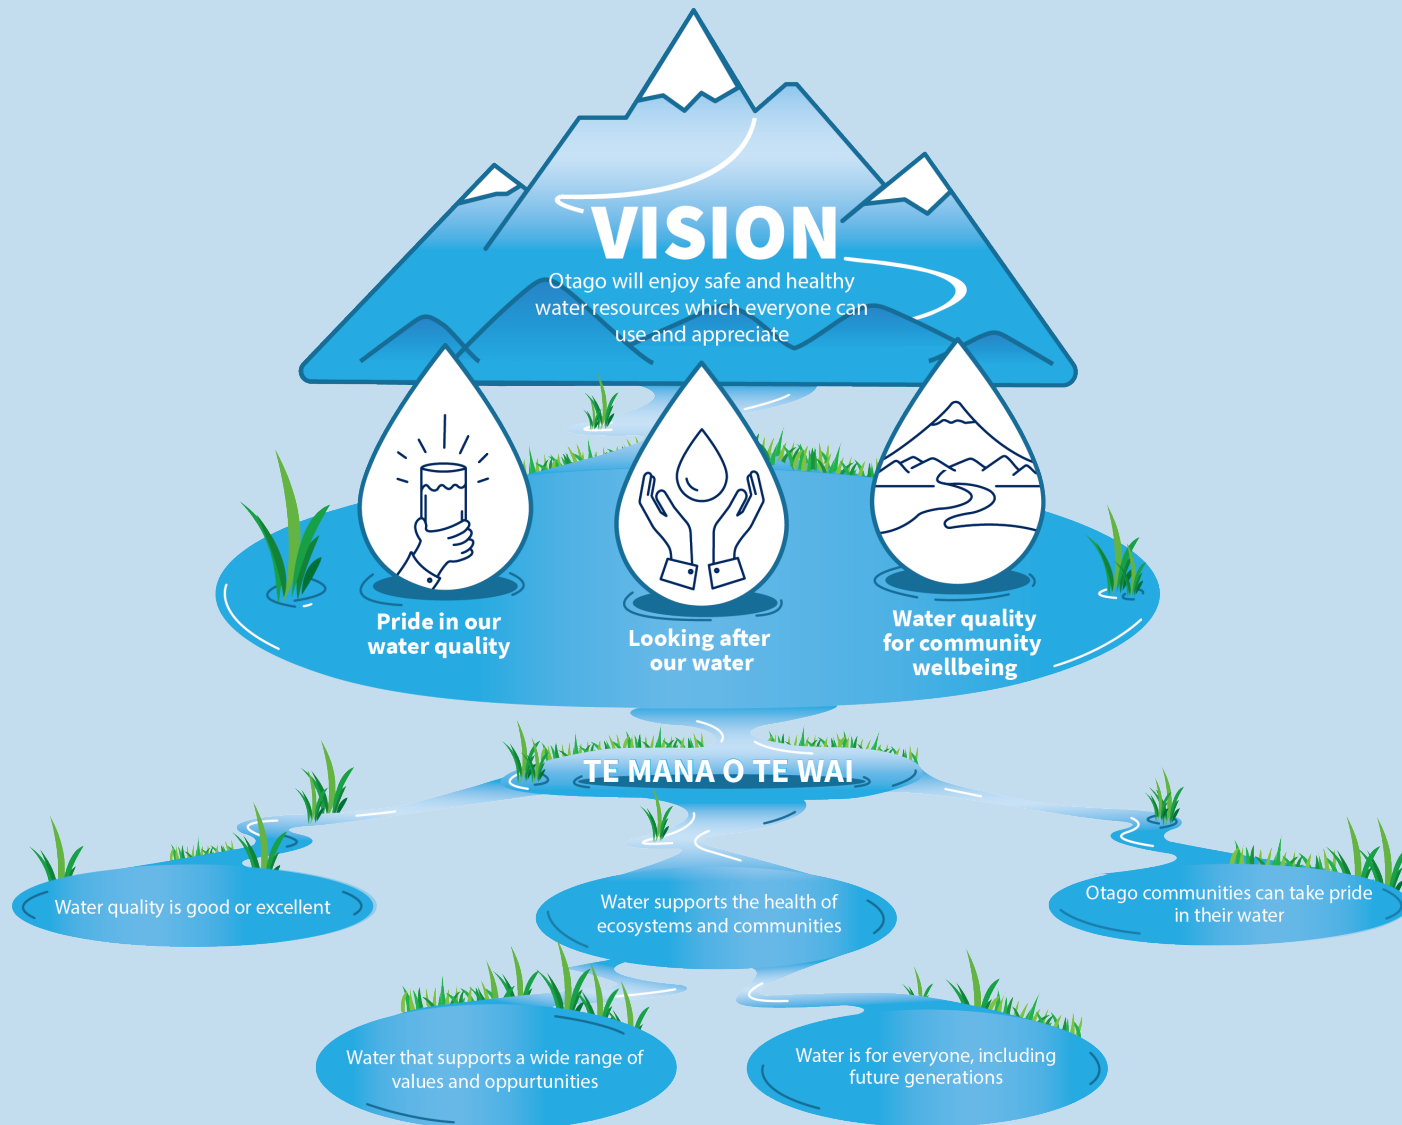 VISION
Otago will enjoy safe and healthy
water resources which everyone can
use and appreciate
Pride in our
water quality
Looking after
our water
Water quality
for community
wellbeing
TE MANA O TE WAI
Water quality is good or excellent
Water supports the health of
ecosystems and communities
Otago communities can take pride
in their water
Water that supports a wide range of
values and oppurtunities
Water is for everyone, including
future generations